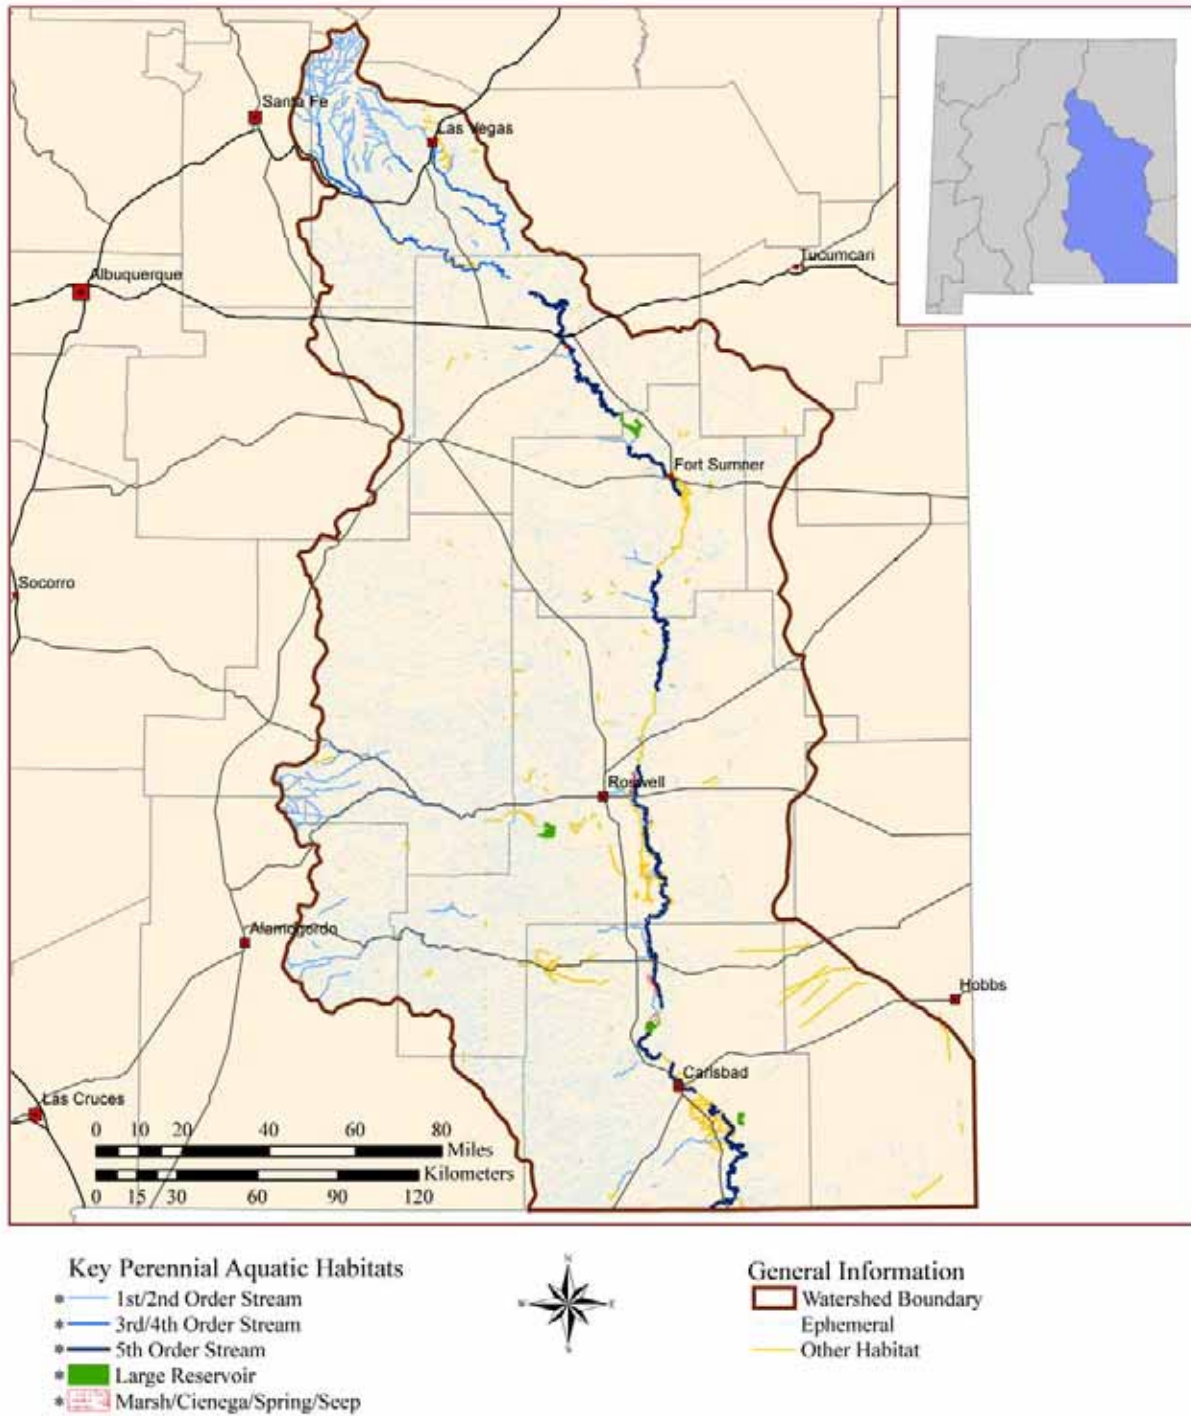 Santa Fe
Las Vegas
Albuquerque
Tucumcari
Fort Sumner
Socorro
Roswell
Alamogordo
Hobbs
Carlsbad
Las Cruces
0 10 20 40 60 80
Miles
Kilometers
0 15 30 60 90 120
Key Perennial Aquatic Habitats
1st/2nd Order Stream
3rd/4th Order Stream
5th Order Stream
Large Reservoir
Marsh/Cienega/Spring/Seep
N
W E
S
General Information
Watershed Boundary
Ephemeral
Other Habitat